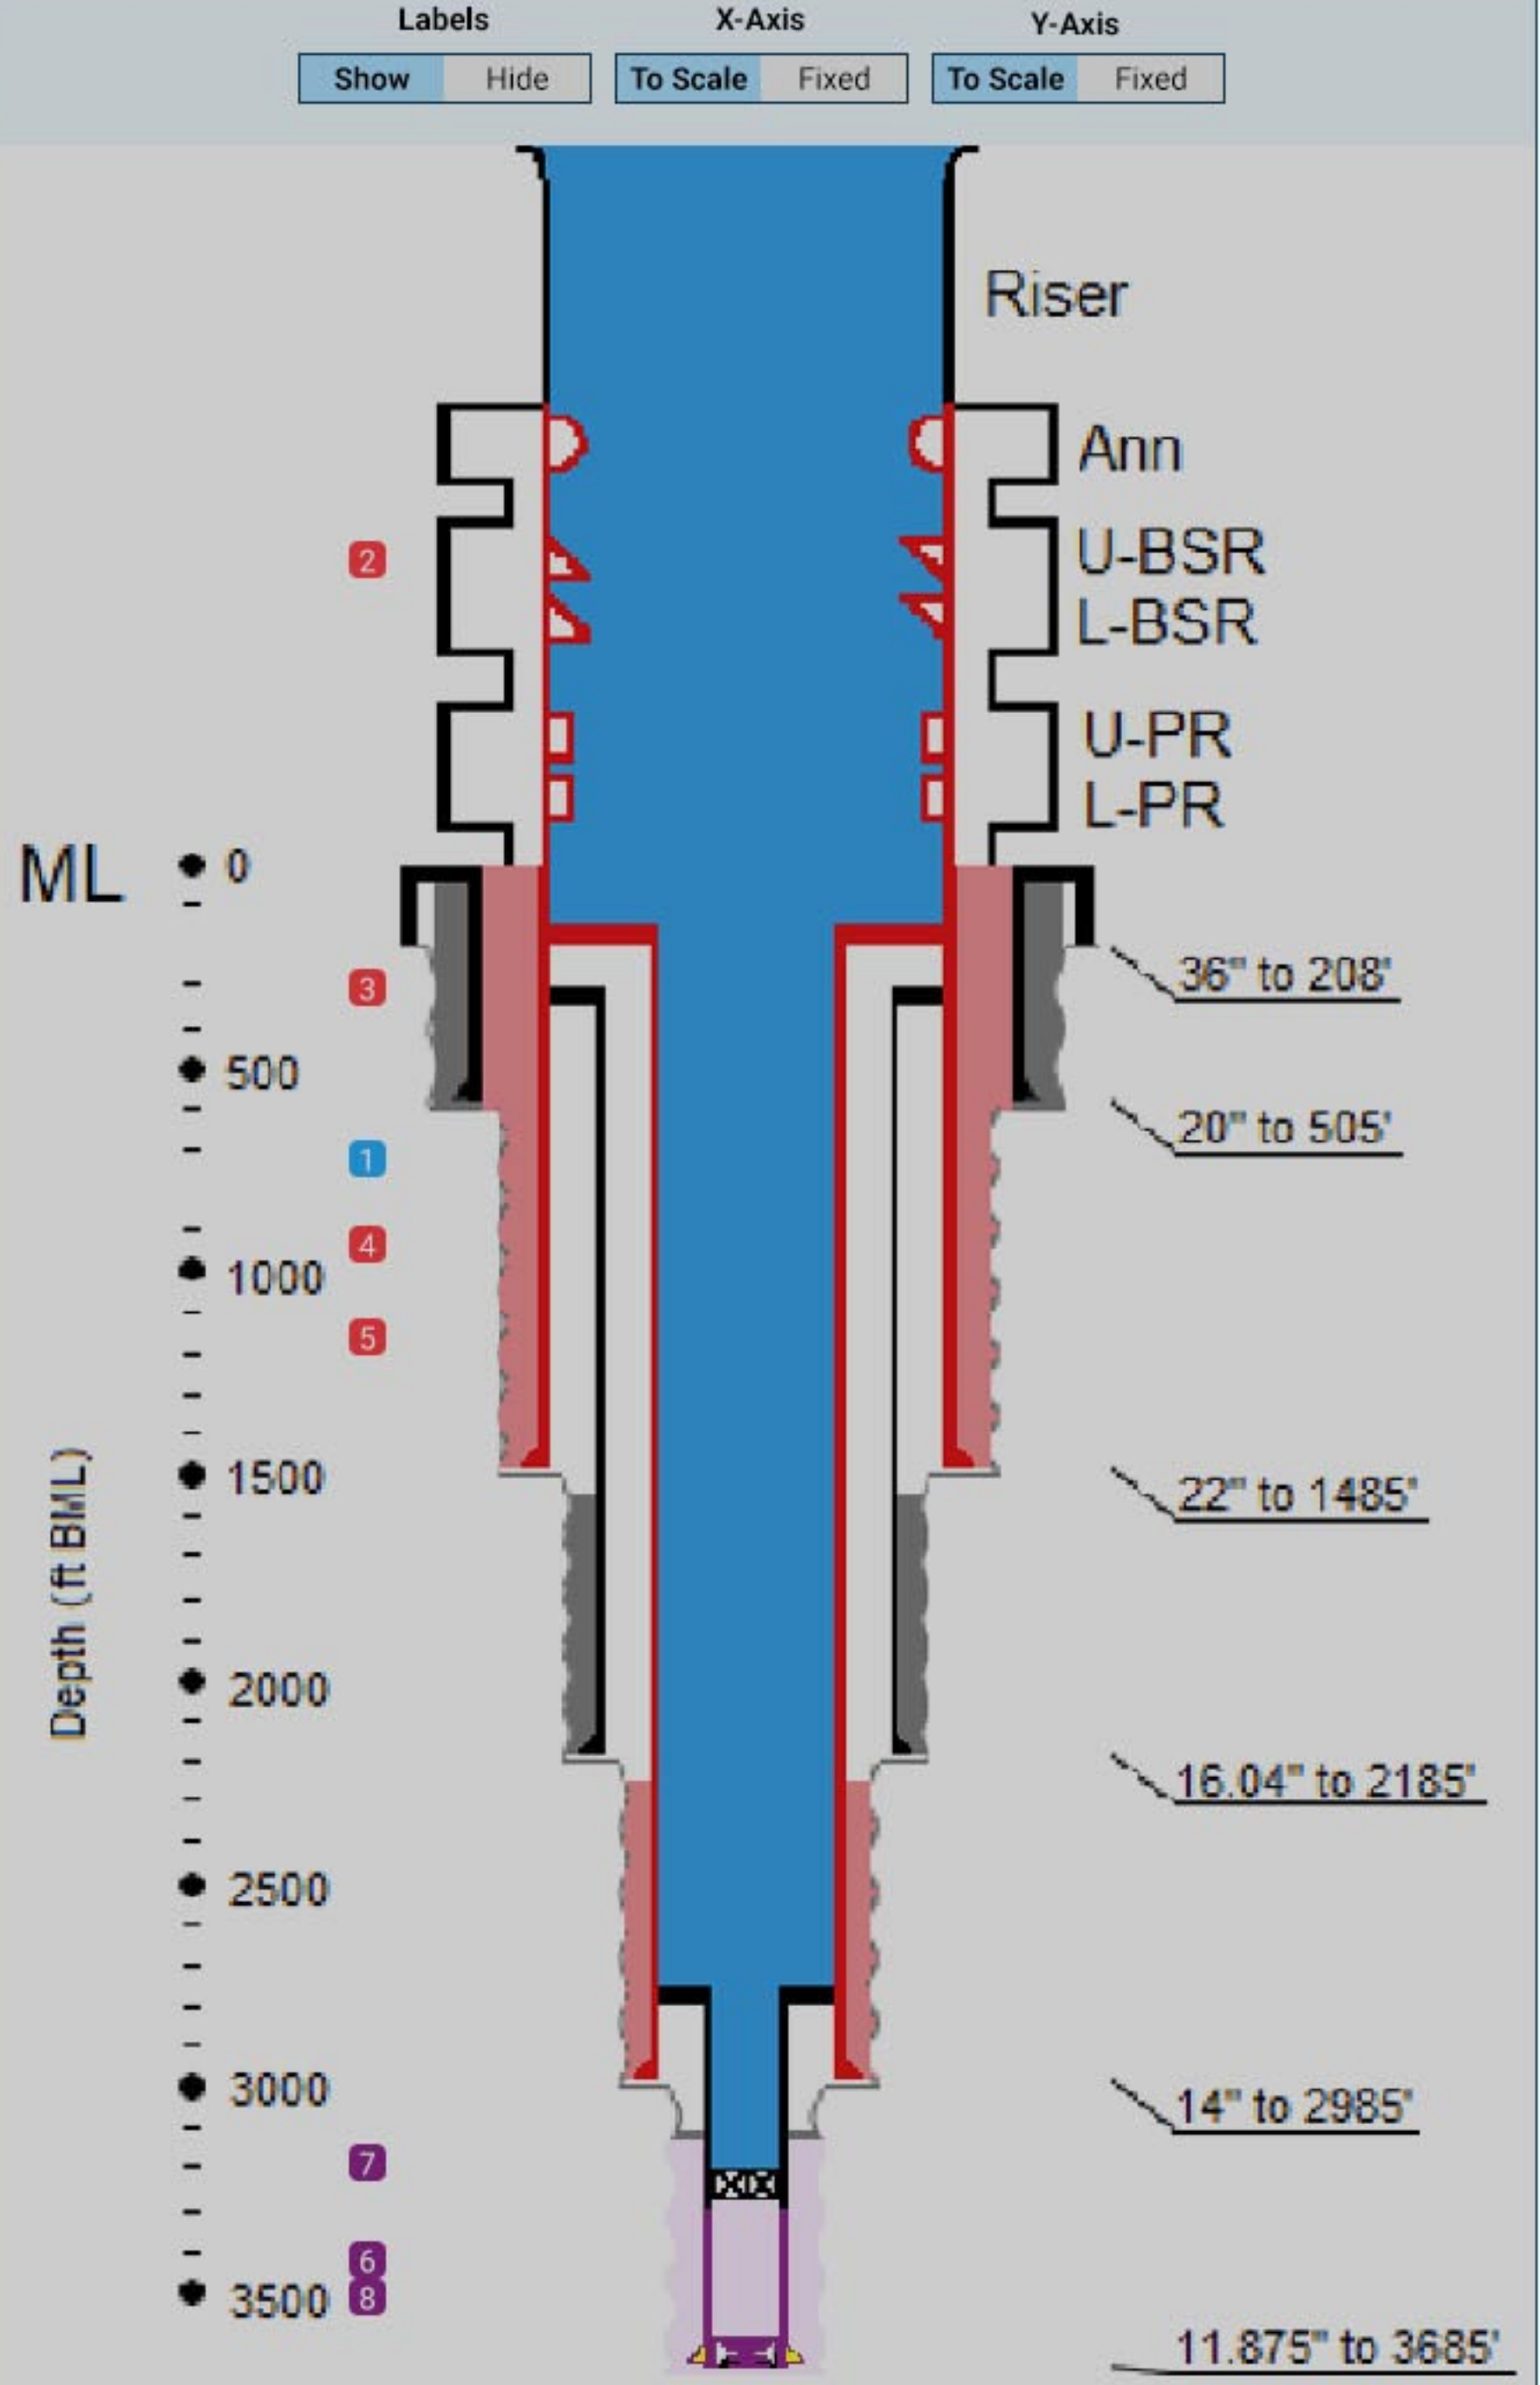 Labels
X-Axis
Y-Axis
Show
Hide
To Scale
Fixed
To Scale
Fixed
Riser
Ann
2
U-BSR
L-BSR
U-PR
L-PR
ML
0
3
36" to 208'
500
20" to 505'
1
4
1000
5
1500
22" to 1485'
Depth (ft BML)
2000
16.04" to 2185'
2500
3000
14" to 2985'
7
6
3500
8
11.875" to 3685'